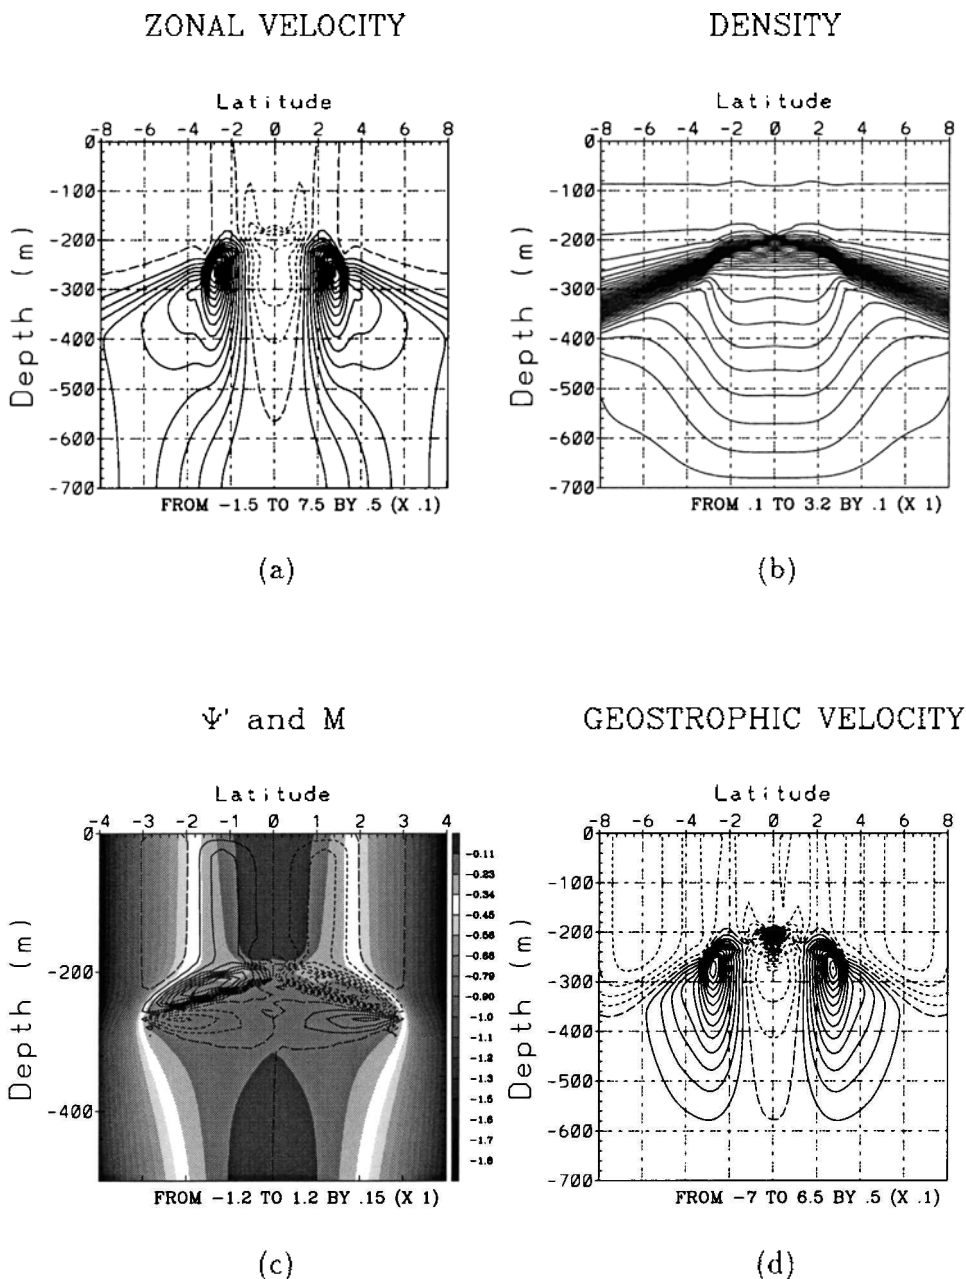 ZONAL VELOCITY
Latitude
-8 -6 -4 -2 0 2 4 6 8
0
-100
-200
-300
-400
-500
-600
-700
Depth (m)
FROM -1.5 TO 7.5 BY .5 (X .1)
(a)
DENSITY
Latitude
-8 -6 -4 -2 0 2 4 6 8
0
-100
-200
-300
-400
-500
-600
-700
Depth (m)
FROM .1 TO 3.2 BY .1 (X 1)
(b)
Ψ' and M
Latitude
-4 -3 -2 -1 0 1 2 3 4
0
-200
-400
Depth (m)
-0.11
-0.23
-0.34
-0.45
-0.56
-0.68
-0.79
-0.90
-1.0
-1.1
-1.2
-1.3
-1.5
-1.6
-1.7
-1.8
FROM -1.2 TO 1.2 BY .15 (X 1)
(c)
GEOSTROPHIC VELOCITY
Latitude
-8 -6 -4 -2 0 2 4 6 8
0
-100
-200
-300
-400
-500
-600
-700
Depth (m)
FROM -7 TO 6.5 BY .5 (X .1)
(d)